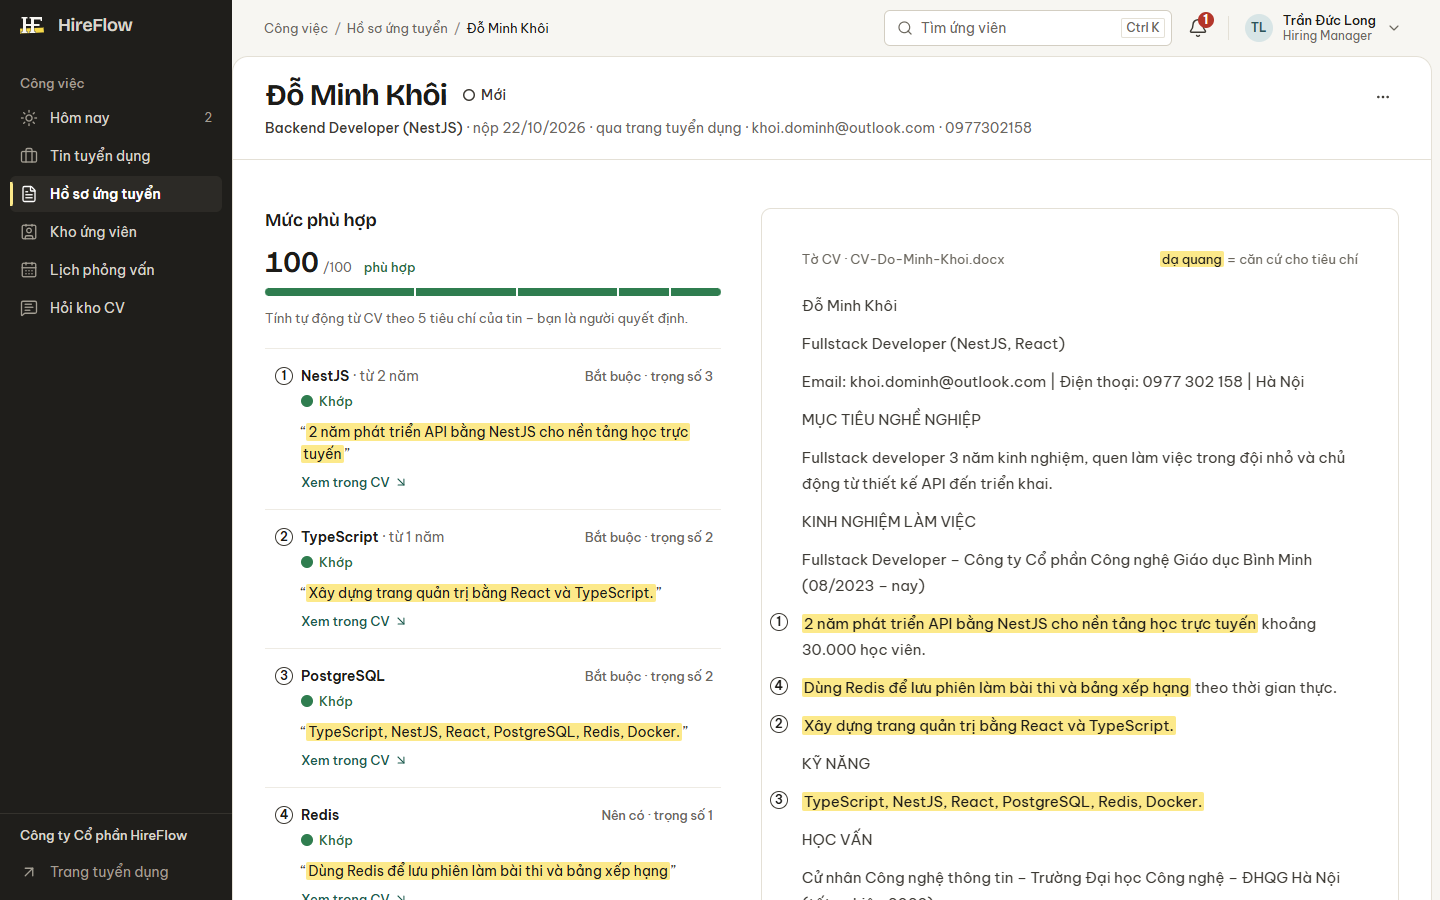 HF HireFlow
Công việc
Hôm nay 2
Tin tuyển dụng
Hồ sơ ứng tuyển
Kho ứng viên
Lịch phỏng vấn
Hỏi kho CV
Công ty Cổ phần HireFlow
Trang tuyển dụng
Công việc / Hồ sơ ứng tuyển / Đỗ Minh Khôi
Tìm ứng viên Ctrl K
1
TL
Trần Đức Long
Hiring Manager
Đỗ Minh Khôi Mới
Backend Developer (NestJS) · nộp 22/10/2026 · qua trang tuyển dụng · khoi.dominh@outlook.com · 0977302158
Mức phù hợp
100 /100 phù hợp
Tính tự động từ CV theo 5 tiêu chí của tin – bạn là người quyết định.
1 NestJS · từ 2 năm Bắt buộc · trọng số 3
Khớp
“2 năm phát triển API bằng NestJS cho nền tảng học trực
tuyến”
Xem trong CV
2 TypeScript · từ 1 năm Bắt buộc · trọng số 2
Khớp
“Xây dựng trang quản trị bằng React và TypeScript.”
Xem trong CV
3 PostgreSQL Bắt buộc · trọng số 2
Khớp
“TypeScript, NestJS, React, PostgreSQL, Redis, Docker.”
Xem trong CV
4 Redis Nên có · trọng số 1
Khớp
“Dùng Redis để lưu phiên làm bài thi và bảng xếp hạng”
Xem trong CV
Tờ CV · CV-Do-Minh-Khoi.docx dạ quang = căn cứ cho tiêu chí
Đỗ Minh Khôi
Fullstack Developer (NestJS, React)
Email: khoi.dominh@outlook.com | Điện thoại: 0977 302 158 | Hà Nội
MỤC TIÊU NGHỀ NGHIỆP
Fullstack developer 3 năm kinh nghiệm, quen làm việc trong đội nhỏ và chủ
động từ thiết kế API đến triển khai.
KINH NGHIỆM LÀM VIỆC
Fullstack Developer – Công ty Cổ phần Công nghệ Giáo dục Bình Minh
(08/2023 – nay)
1 2 năm phát triển API bằng NestJS cho nền tảng học trực tuyến khoảng
30.000 học viên.
4 Dùng Redis để lưu phiên làm bài thi và bảng xếp hạng theo thời gian thực.
2 Xây dựng trang quản trị bằng React và TypeScript.
KỸ NĂNG
3 TypeScript, NestJS, React, PostgreSQL, Redis, Docker.
HỌC VẤN
Cử nhân Công nghệ thông tin – Trường Đại học Công nghệ – ĐHQG Hà Nội